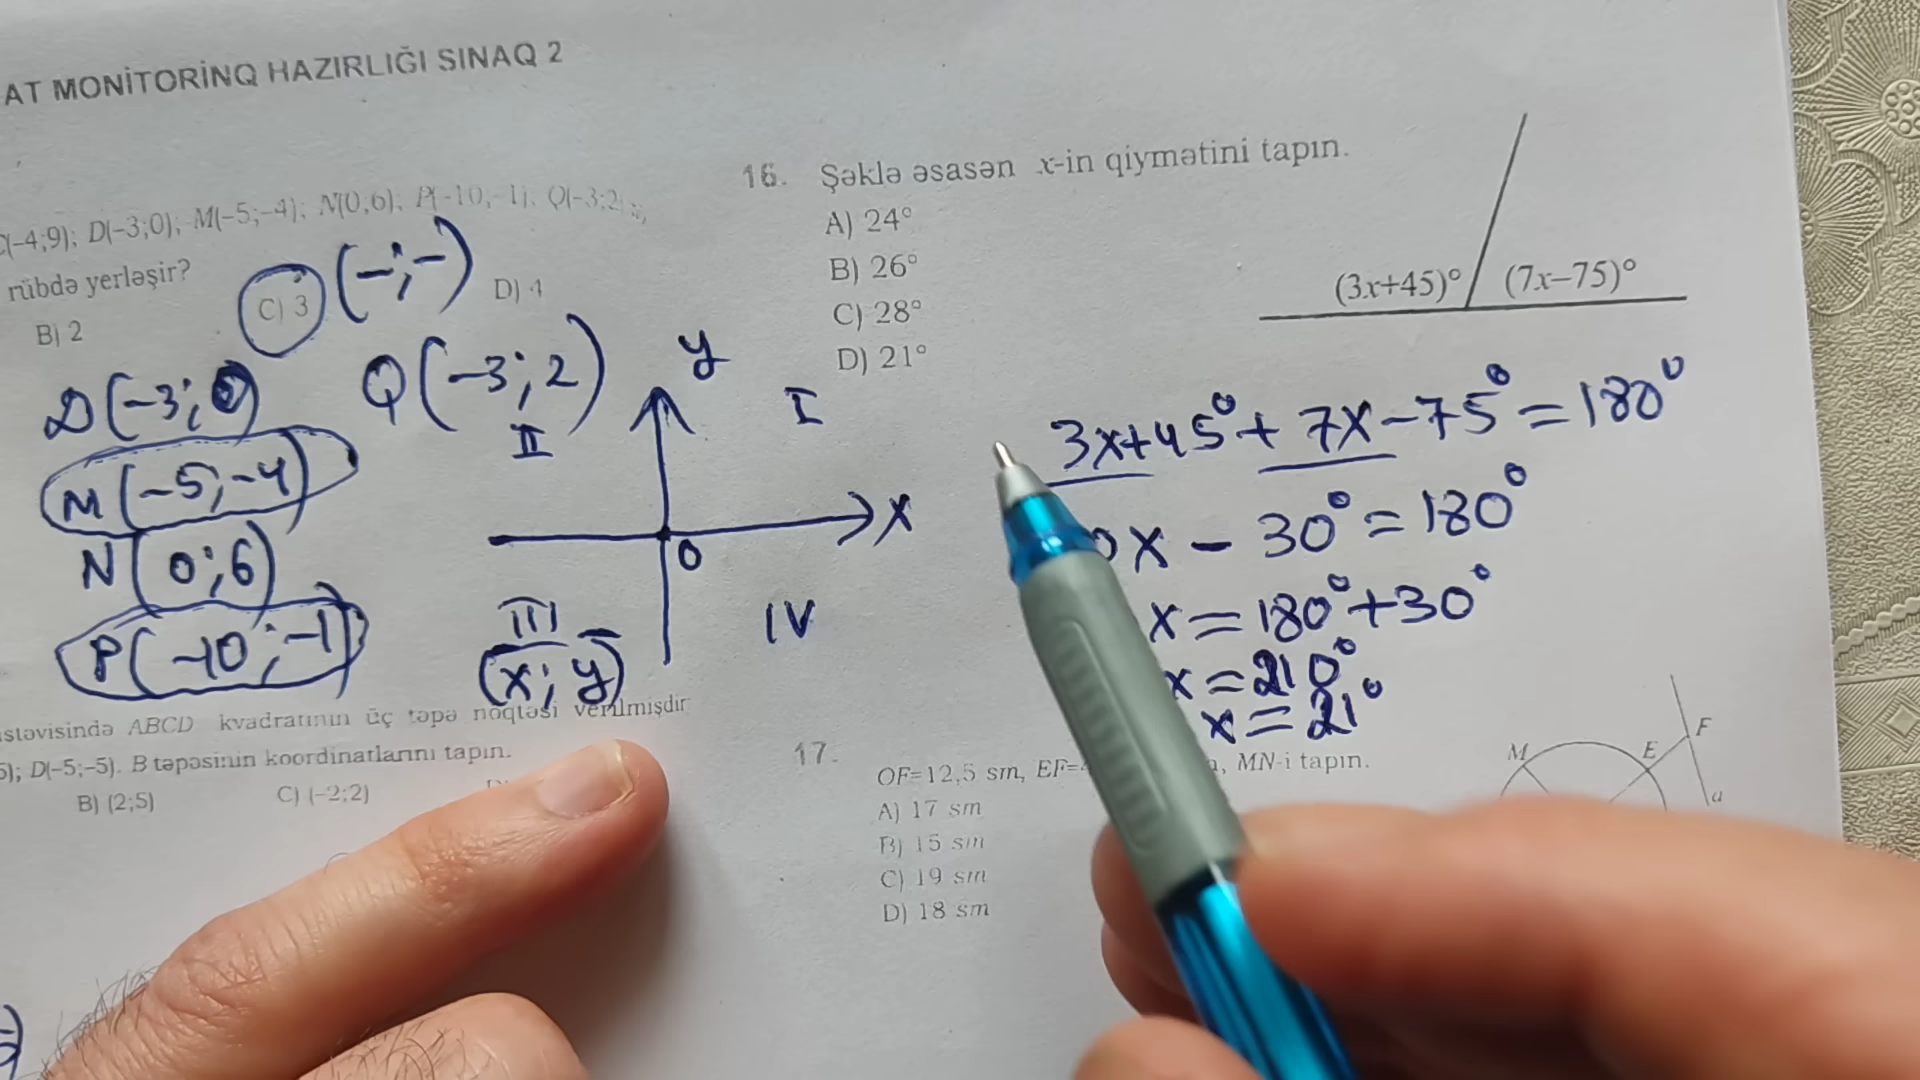 AT MONİTORİNQ HAZIRLIĞI SINAQ 2
C(-4;9); D(-3;0); M(-5;-4); N(0,6); P(-10,-1); Q(-3;2)
rübdə yerləşir?
B) 2
C) 3
(-;-)
D) 4
D(-3;0)
Q(-3;2)
M(-5;-4)
N(0;6)
P(-10;-1)
y
I
II
x
0
III
IV
(x;y)
ABCD kvadratının üç təpə nöqtəsi verilmişdir
D(-5;-5). B təpəsinin koordinatlarını tapın.
B) (2;5)
C) (-2;2)
16. Şəklə əsasən x-in qiymətini tapın.
A) 24°
B) 26°
C) 28°
D) 21°
(3x+45)° (7x-75)°
3x+45°+7x-75°=180°
x-30°=180°
x=180°+30°
x=210°
x=21°
17.
OF=12,5 sm, EF= MN-i tapın.
A) 17 sm
B) 15 sm
C) 19 sm
D) 18 sm
M
E
F
a